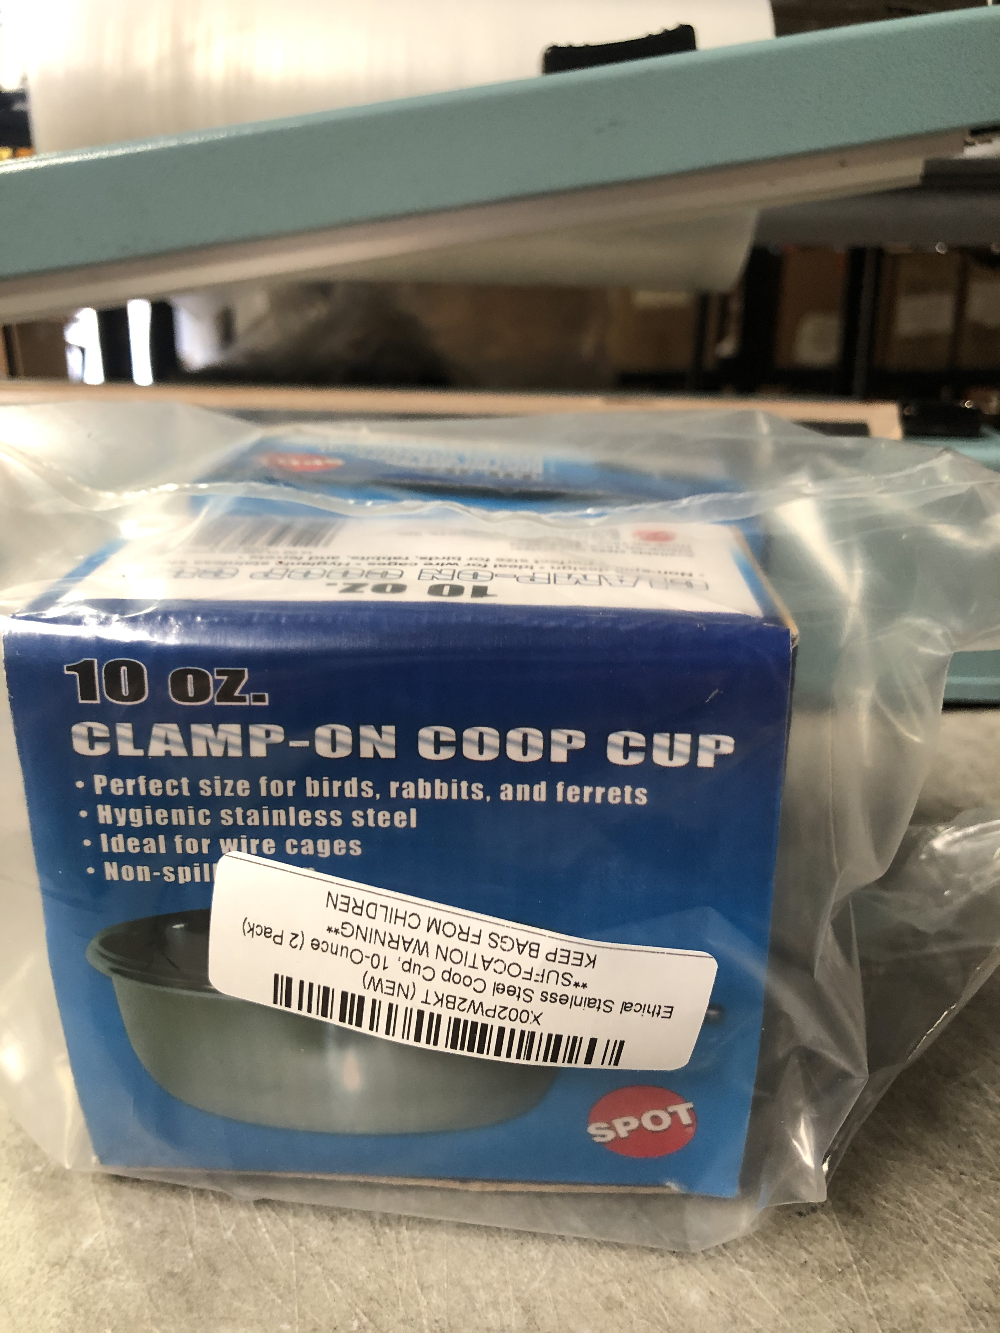 10 oz.
CLAMP-ON COOP CUP
10 oz.
CLAMP-ON COOP CUP
• Perfect size for birds, rabbits, and ferrets
• Hygienic stainless steel
• Ideal for wire cages
• Non-spill
X002PW2BKT (NEW)
Ethical Stainless Steel Coop Cup, 10-Ounce (2 Pack)
**SUFFOCATION WARNING**
KEEP BAGS FROM CHILDREN
SPOT